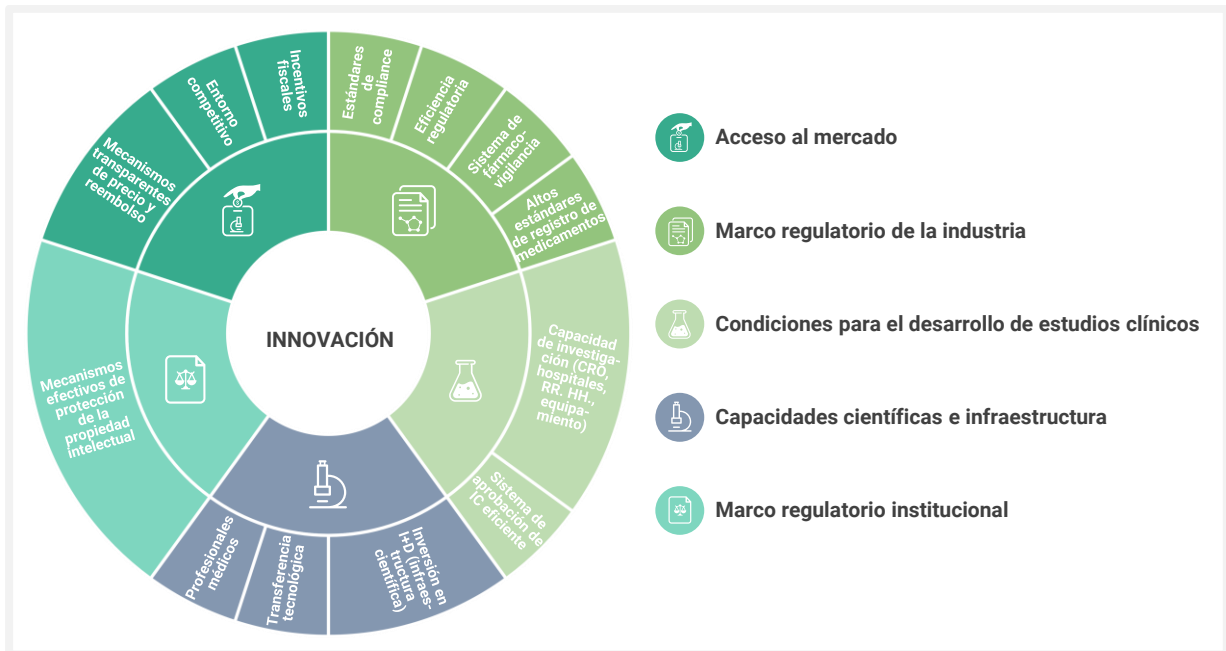 Incentivos
fiscales
Estándares
de
compliance
Eficiencia
regulatoria
Sistema de
fármaco-
vigilancia
Altos
estándares
de registro de
medicamentos
Capacidad
de investiga-
ción (CRO,
hospitales,
RR. HH.,
equipa-
miento)
Sistema de
aprobación de
IC eficiente
Inversión en
I+D (infraes-
tructura
científica)
Transferencia
tecnológica
Profesionales
médicos
Mecanismos
efectivos de
protección
de la
propiedad
intelectual
Mecanismos
transparentes
de precio y
reembolso
Entorno
competitivo
INNOVACIÓN
Acceso al mercado
Marco regulatorio de la industria
Condiciones para el desarrollo de estudios clínicos
Capacidades científicas e infraestructura
Marco regulatorio institucional